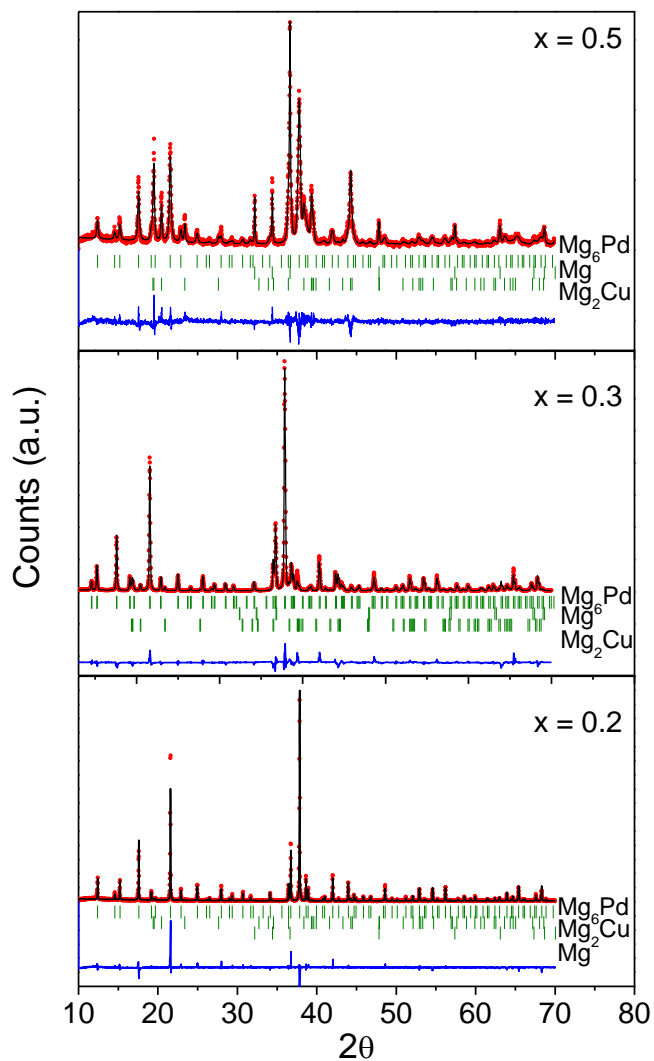 x = 0.5
Mg₆Pd
Mg
Mg₂Cu
x = 0.3
Mg₆Pd
Mg
Mg₂Cu
x = 0.2
Mg₆Pd
Mg₂Cu
Mg
Counts (a.u.)
10 20 30 40 50 60 70 80
2θ